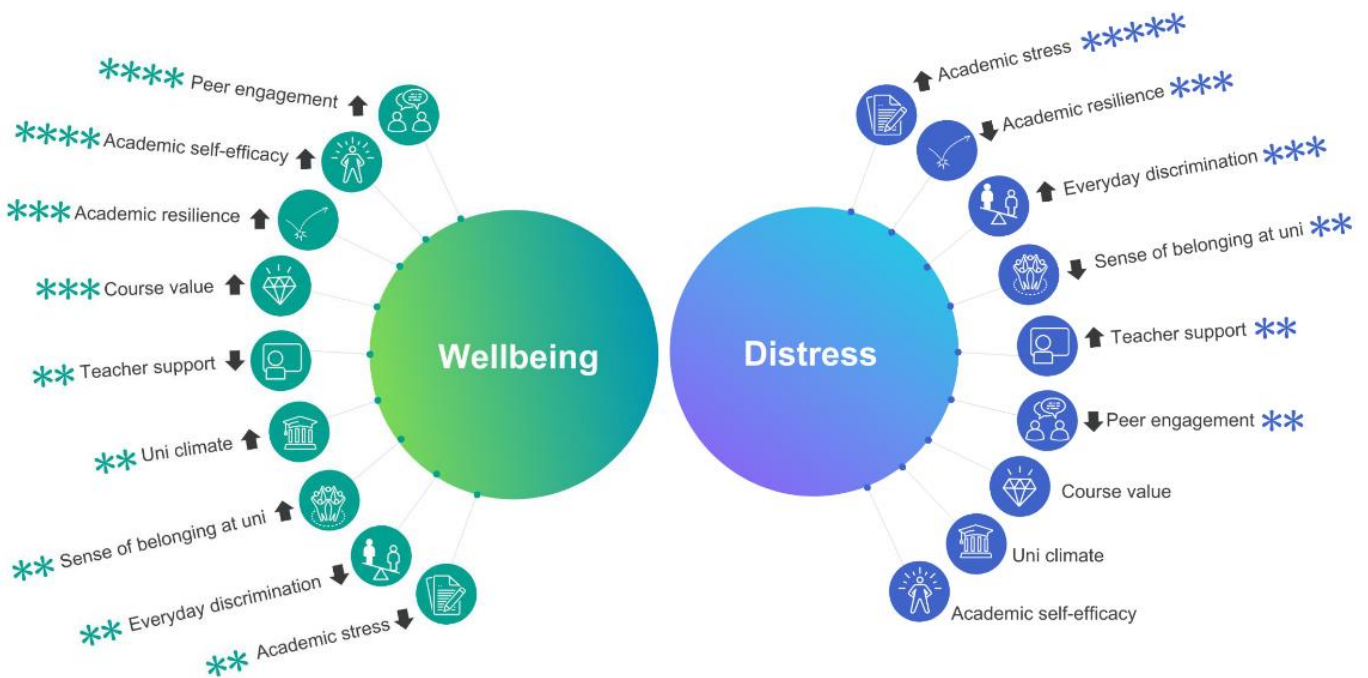 **** Peer engagement
**** Academic self-efficacy
*** Academic resilience
*** Course value
** Teacher support
** Uni climate
** Sense of belonging at uni
** Everyday discrimination
** Academic stress
Wellbeing
Distress
Academic stress *****
Academic resilience ***
Everyday discrimination ***
Sense of belonging at uni **
Teacher support **
Peer engagement **
Course value
Uni climate
Academic self-efficacy